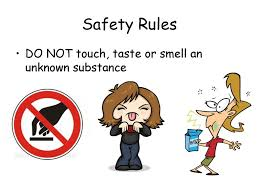 Safety Rules
• DO NOT touch, taste or smell an
unknown substance